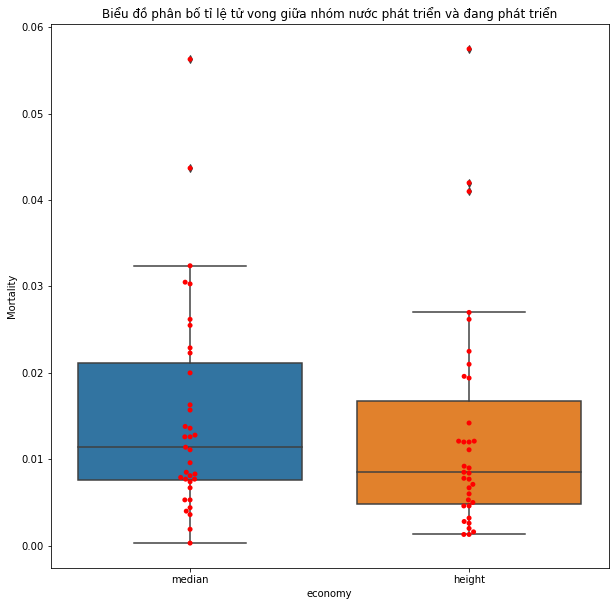 Biểu đồ phân bố tỉ lệ tử vong giữa nhóm nước phát triển và đang phát triển
0.06
0.05
0.04
0.03
0.02
0.01
0.00
Mortality
median
height
economy